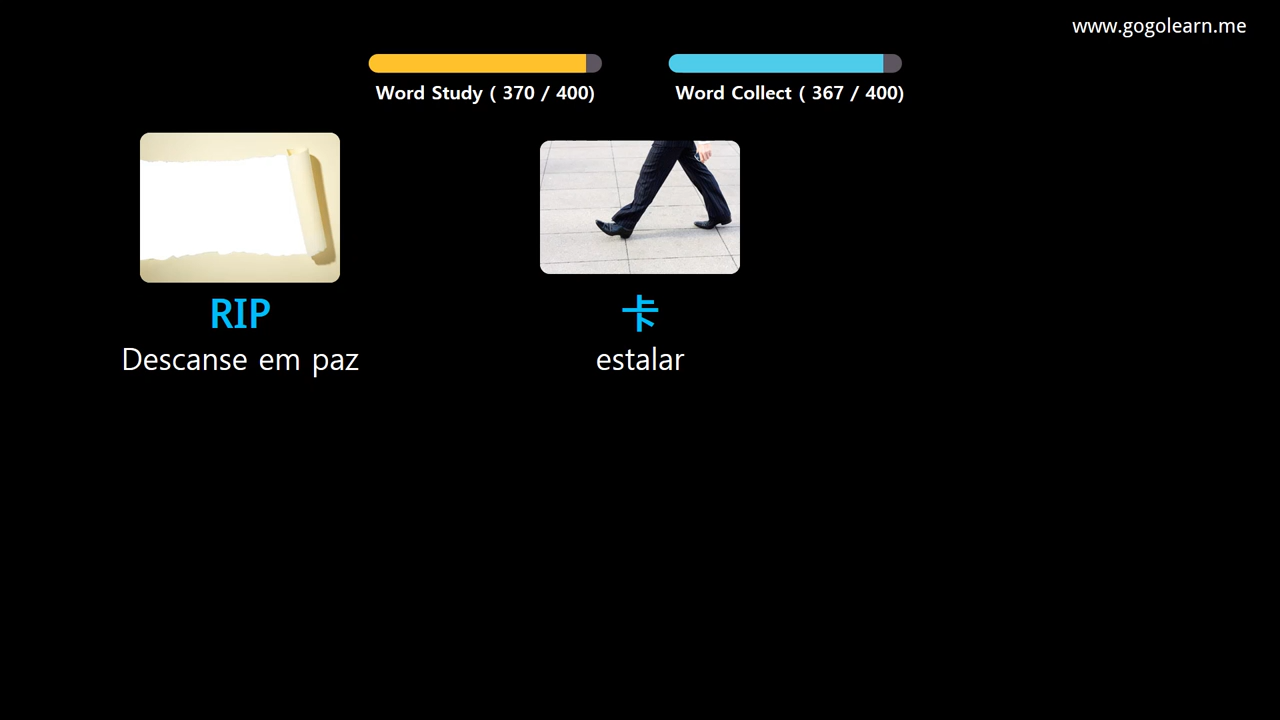 www.gogolearn.me
Word Study ( 370 / 400)
Word Collect ( 367 / 400)
RIP
Descanse em paz
卡
estalar